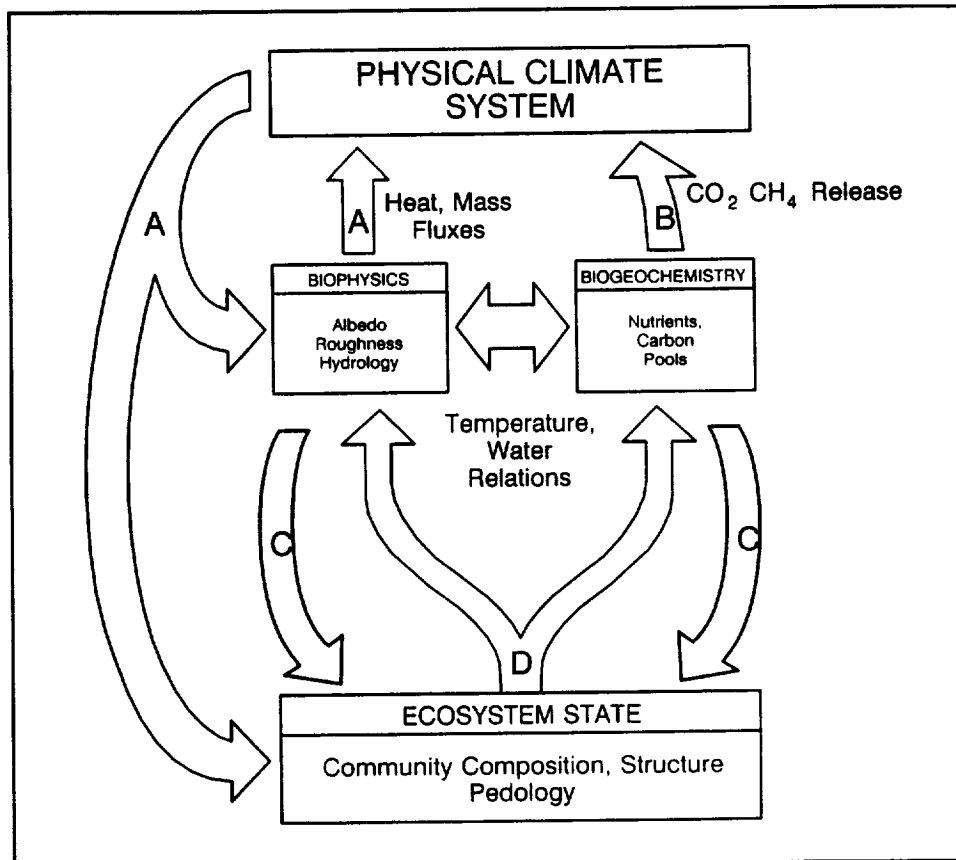 PHYSICAL CLIMATE
SYSTEM
A
A
Heat, Mass
Fluxes
B
CO₂ CH₄ Release
BIOPHYSICS
Albedo
Roughness
Hydrology
BIOGEOCHEMISTRY
Nutrients,
Carbon
Pools
Temperature,
Water
Relations
C
C
D
ECOSYSTEM STATE
Community Composition, Structure
Pedology